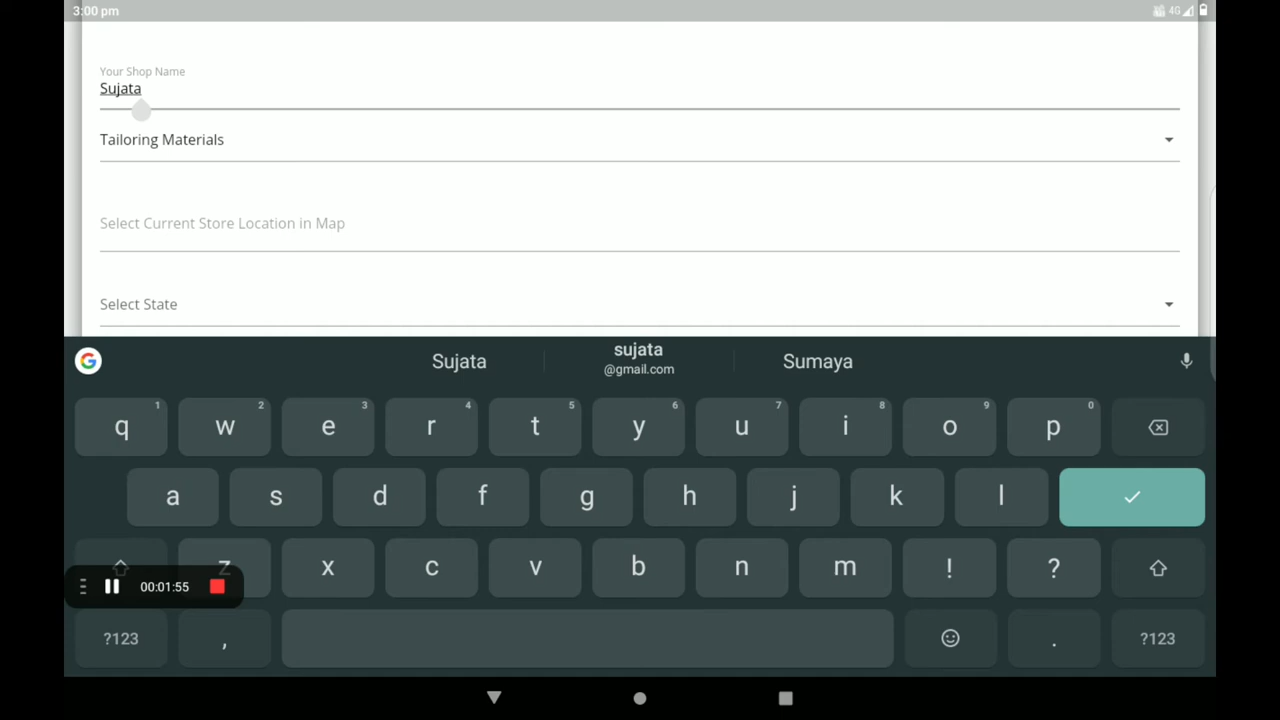 3:00 pm
4G
Your Shop Name
Sujata
Tailoring Materials
Select Current Store Location in Map
Select State
G
Sujata
sujata
@gmail.com
Sumaya
q 1 w 2 e 3 r 4 t 5 y 6 u 7 i 8 o 9 p 0
a s d f g h j k l
z x c v b n m ! ?
00:01:55
?123 , . ?123